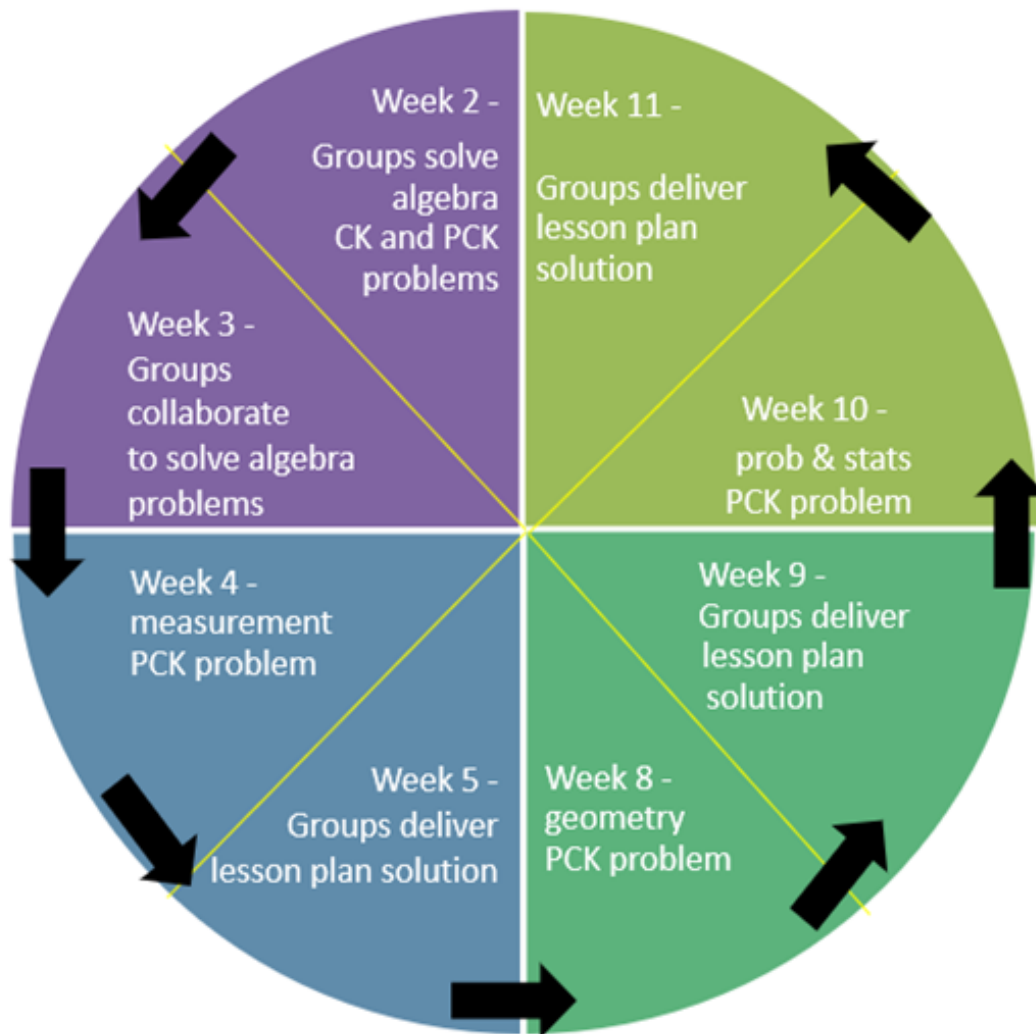 Week 2 -
Groups solve
algebra
CK and PCK
problems
Week 3 -
Groups
collaborate
to solve algebra
problems
Week 4 -
measurement
PCK problem
Week 5 -
Groups deliver
lesson plan solution
Week 8 -
geometry
PCK problem
Week 9 -
Groups deliver
lesson plan
solution
Week 10 -
prob & stats
PCK problem
Week 11 -
Groups deliver
lesson plan
solution